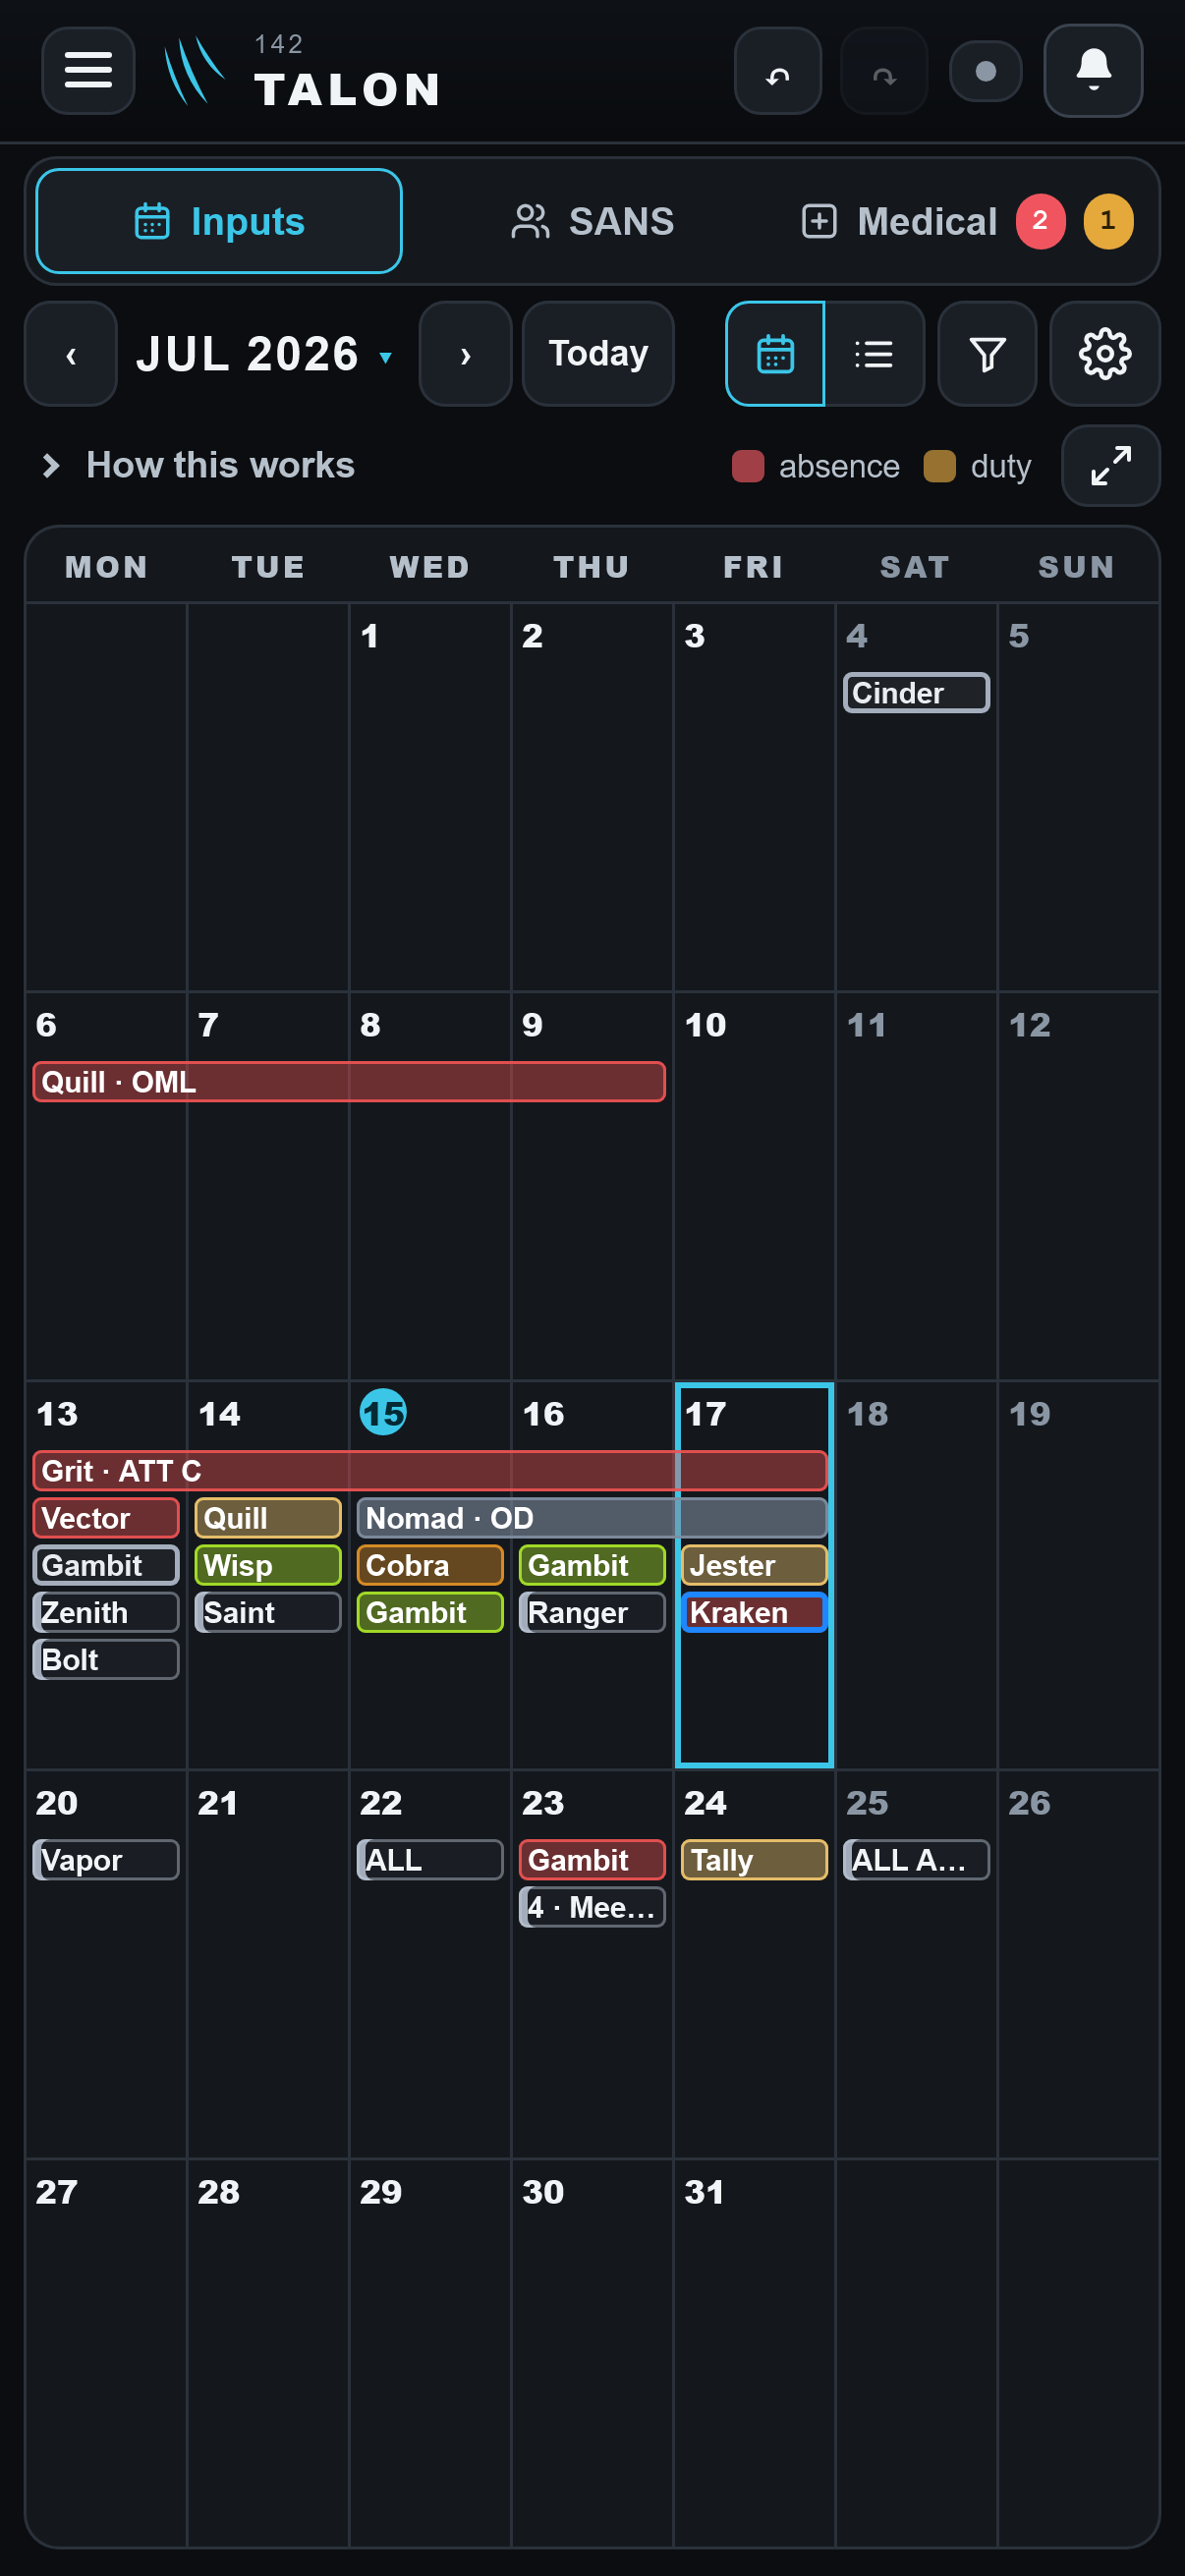 142
TALON
Inputs
SANS
Medical 2 1
‹ JUL 2026 ▾ › Today
How this works
absence duty
MON TUE WED THU FRI SAT SUN
1 2 3 4 5
Cinder
6 7 8 9 10 11 12
Quill · OML
13 14 15 16 17 18 19
Grit · ATT C
Vector Quill Nomad · OD
Gambit Wisp Cobra Gambit Jester
Zenith Saint Gambit Ranger Kraken
Bolt
20 21 22 23 24 25 26
Vapor ALL Gambit Tally ALL A...
4 · Mee...
27 28 29 30 31